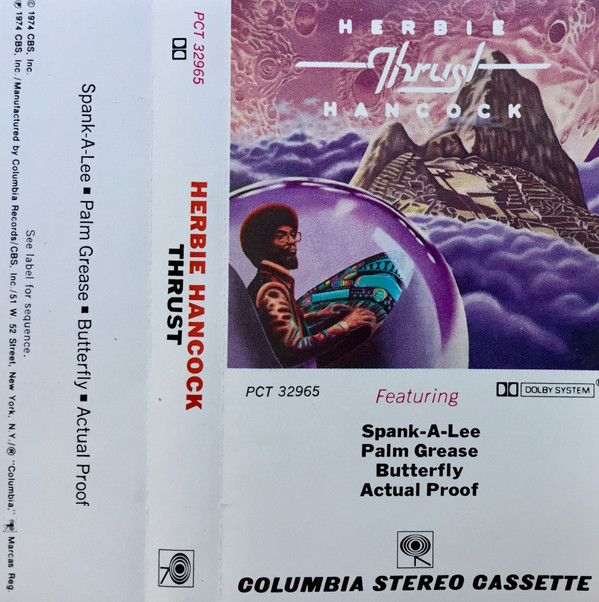 © 1974 CBS, Inc.
℗ 1974 CBS, Inc./Manufactured by Columbia Records/CBS, Inc./51 W. 52 Street, New York, N.Y./® "Columbia," Marcas Reg.
See label for sequence.
Spank-A-Lee ■ Palm Grease ■ Butterfly ■ Actual Proof
PCT 32965
HERBIE HANCOCK
THRUST
HERBIE
Thrust
HANCOCK
PCT 32965
Featuring
DOLBY SYSTEM
Spank-A-Lee
Palm Grease
Butterfly
Actual Proof
COLUMBIA STEREO CASSETTE